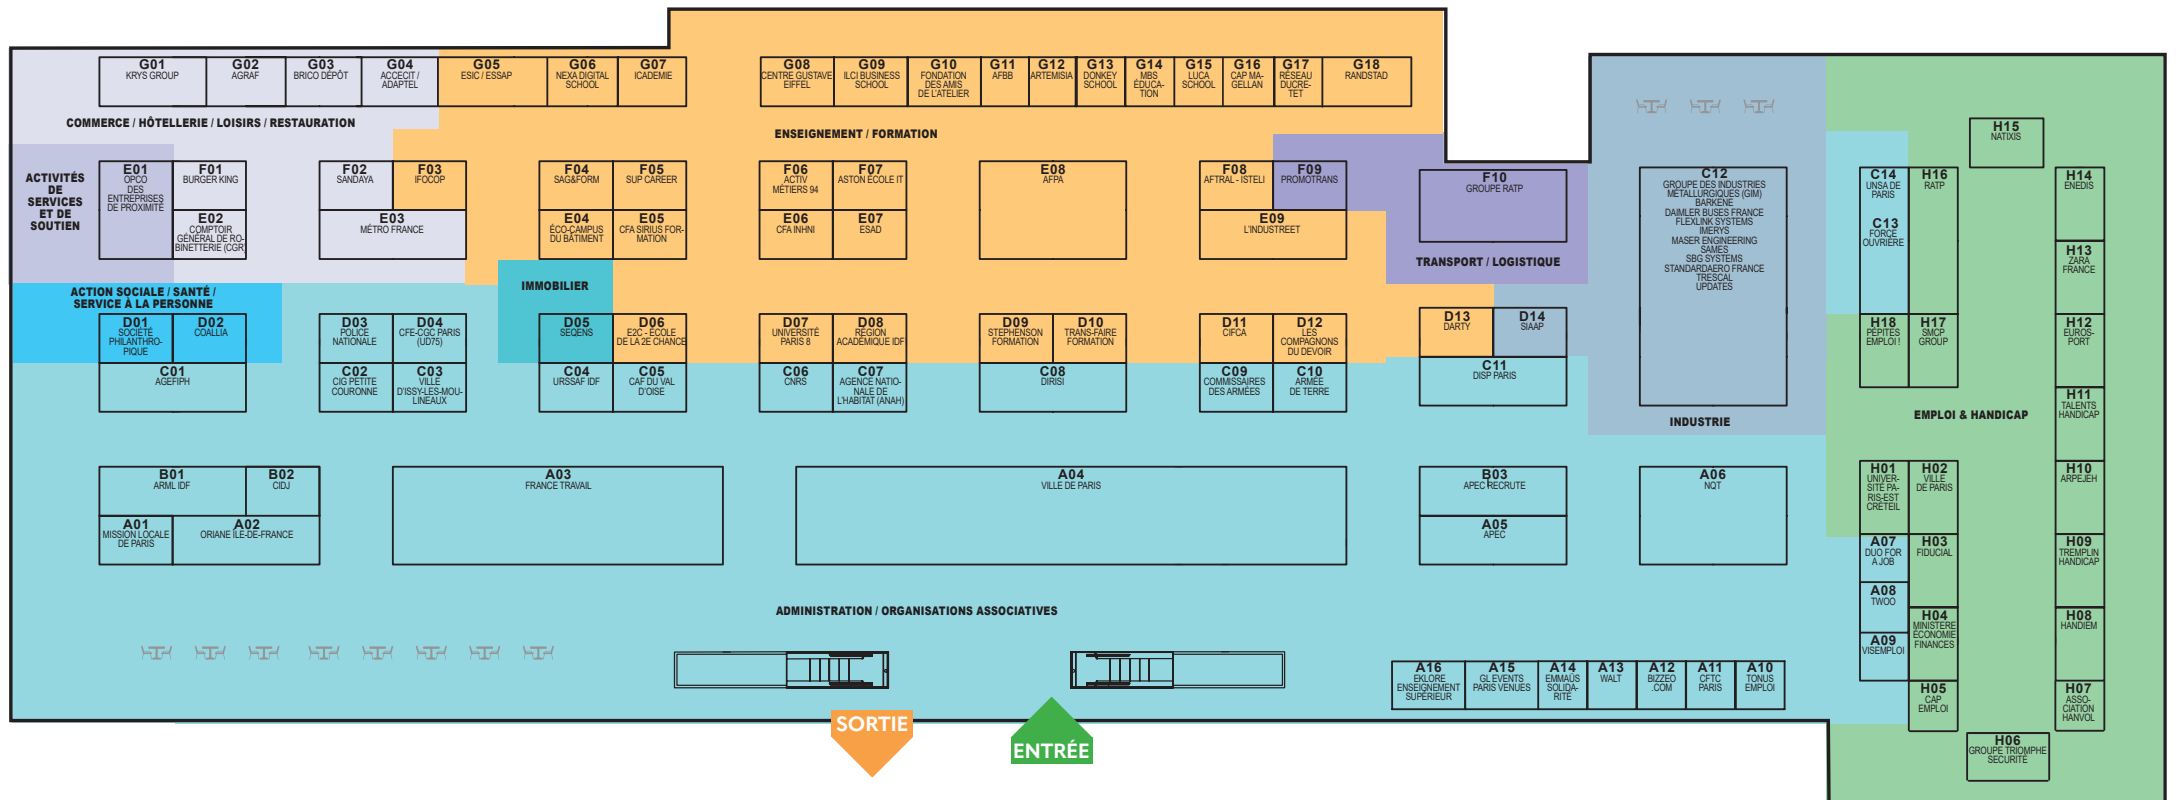 G01
KRYS GROUP
G02
AGRAF
G03
BRICO DÉPÔT
G04
ACCECIT /
ADAPTEL
G05
ESIC / ESSAP
G06
NEXA DIGITAL
SCHOOL
G07
ICADEMIE
G08
CENTRE GUSTAVE
EIFFEL
G09
ILCI BUSINESS
SCHOOL
G10
FONDATION
DES AMIS
DE L'ATELIER
G11
AFBB
G12
ARTEMISIA
G13
DONKEY
SCHOOL
G14
MBS
ÉDUCA-
TION
G15
LUCA
SCHOOL
G16
CAP MA-
GELLAN
G17
RÉSEAU
DUCRE-
TET
G18
RANDSTAD
COMMERCE / HÔTELLERIE / LOISIRS / RESTAURATION
ENSEIGNEMENT / FORMATION
ACTIVITÉS
DE
SERVICES
ET DE
SOUTIEN
E01
OPCO
DES
ENTREPRISES
DE PROXIMITÉ
F01
BURGER KING
E02
COMPTOIR
GÉNÉRAL DE RO-
BINETTERIE (CGR)
F02
SANDAYA
F03
IFOCOP
E03
MÉTRO FRANCE
F04
SAG&FORM
F05
SUP CAREER
E04
ÉCO-CAMPUS
DU BÂTIMENT
E05
CFA SIRIUS FOR-
MATION
F06
ACTIV
MÉTIERS 94
F07
ASTON ÉCOLE IT
E06
CFA INHNI
E07
ESAD
E08
AFPA
F08
AFTRAL - ISTELI
F09
PROMOTRANS
E09
L'INDUSTREET
F10
GROUPE RATP
TRANSPORT / LOGISTIQUE
C12
GROUPE DES INDUSTRIES
MÉTALLURGIQUES (GIM)
BARKENE
DAIMLER BUSES FRANCE
FLEXLINK SYSTEMS
IMERYS
MASER ENGINEERING
SAMES
SBG SYSTEMS
STANDARDAERO FRANCE
TRESCAL
UPDATES
INDUSTRIE
C14
UNSA DE
PARIS
C13
FORCE
OUVRIÈRE
H16
RATP
H15
NATIXIS
H14
ENEDIS
H13
ZARA
FRANCE
H18
PÉPITES
EMPLOI !
H17
SMCP
GROUP
H12
EUROS-
PORT
H11
TALENTS
HANDICAP
EMPLOI & HANDICAP
IMMOBILIER
ACTION SOCIALE / SANTÉ /
SERVICE À LA PERSONNE
D01
SOCIÉTÉ
PHILANTHRO-
PIQUE
D02
COALLIA
C01
AGEFIPH
D03
POLICE
NATIONALE
D04
CFE-CGC PARIS
(UD75)
C02
CIG PETITE
COURONNE
C03
VILLE
D'ISSY-LES-MOU-
LINEAUX
D05
SEQENS
D06
E2C - ÉCOLE
DE LA 2E CHANCE
C04
URSSAF IDF
C05
CAF DU VAL
D'OISE
D07
UNIVERSITÉ
PARIS 8
D08
RÉGION
ACADÉMIQUE IDF
C06
CNRS
C07
AGENCE NATIO-
NALE DE
L'HABITAT (ANAH)
D09
STEPHENSON
FORMATION
D10
TRANS-FAIRE
FORMATION
C08
DIRISI
D11
CIFCA
D12
LES
COMPAGNONS
DU DEVOIR
C09
COMMISSAIRES
DES ARMÉES
C10
ARMÉE
DE TERRE
D13
DARTY
D14
SIAAP
C11
DISP PARIS
B01
ARML IDF
B02
CIDJ
A01
MISSION LOCALE
DE PARIS
A02
ORIANE ÎLE-DE-FRANCE
A03
FRANCE TRAVAIL
A04
VILLE DE PARIS
B03
APEC RECRUTE
A05
APEC
A06
NQT
H01
UNIVER-
SITÉ PA-
RIS-EST
CRÉTEIL
H02
VILLE
DE PARIS
H10
ARPEJEH
A07
DUO FOR
A JOB
H03
FIDUCIAL
H09
TREMPLIN
HANDICAP
A08
TWOO
H04
MINISTÈRE
ÉCONOMIE
FINANCES
H08
HANDIEM
A09
VISEMPLOI
H05
CAP
EMPLOI
H07
ASSO-
CIATION
HANVOL
H06
GROUPE TRIOMPHE
SECURITÉ
ADMINISTRATION / ORGANISATIONS ASSOCIATIVES
A16
EKLORE
ENSEIGNEMENT
SUPÉRIEUR
A15
GL EVENTS
PARIS VENUES
A14
EMMAÜS
SOLIDA-
RITÉ
A13
WALT
A12
BIZZEO
.COM
A11
CFTC
PARIS
A10
TONUS
EMPLOI
SORTIE
ENTRÉE